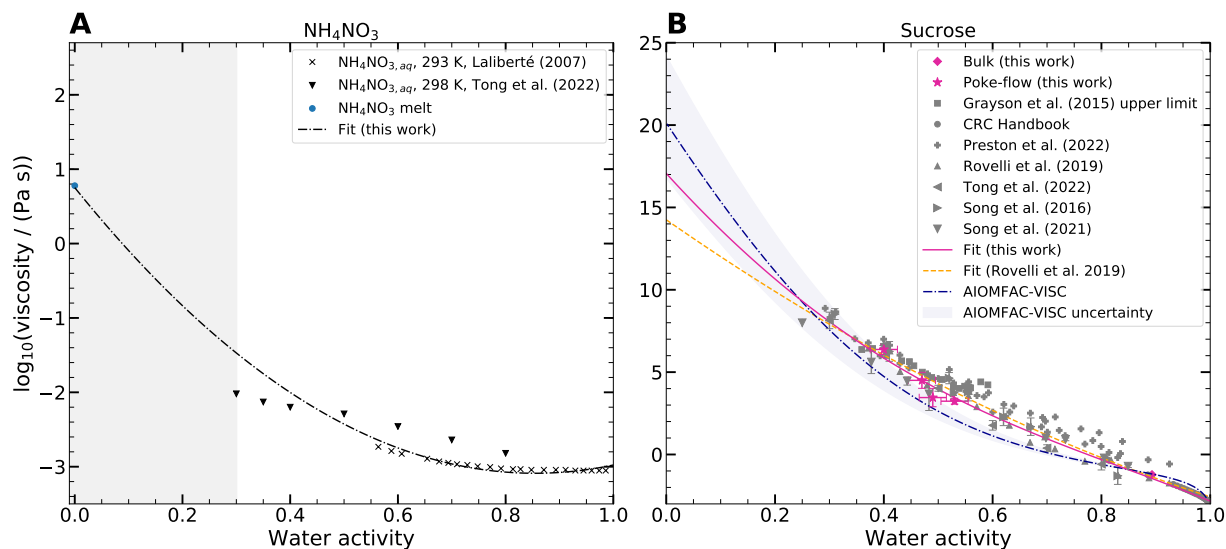 A
NH₄NO₃
log₁₀(viscosity / (Pa s))
2
1
0
−1
−2
−3
× NH₄NO₃,aq, 293 K, Laliberté (2007)
▼ NH₄NO₃,aq, 298 K, Tong et al. (2022)
NH₄NO₃ melt
Fit (this work)
0.0 0.2 0.4 0.6 0.8 1.0
Water activity
B
Sucrose
25
20
15
10
5
0
Bulk (this work)
Poke-flow (this work)
Grayson et al. (2015) upper limit
CRC Handbook
Preston et al. (2022)
Rovelli et al. (2019)
Tong et al. (2022)
Song et al. (2016)
Song et al. (2021)
Fit (this work)
Fit (Rovelli et al. 2019)
AIOMFAC-VISC
AIOMFAC-VISC uncertainty
0.0 0.2 0.4 0.6 0.8 1.0
Water activity